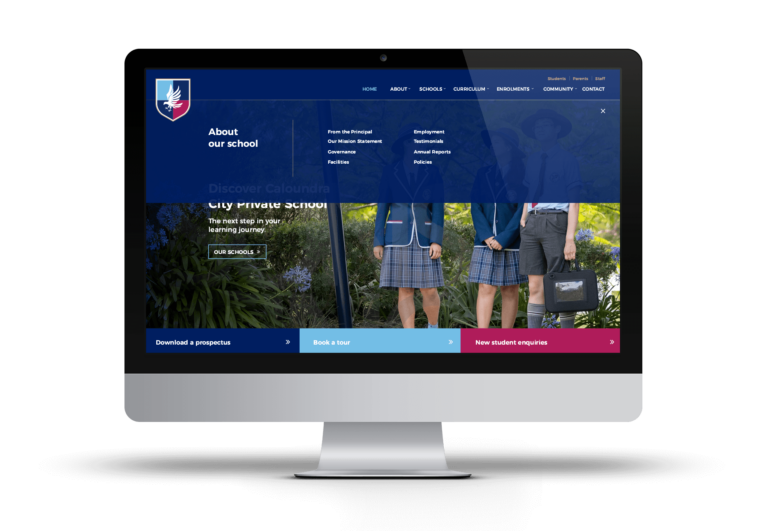 Students | Parents | Staff
HOME ABOUT SCHOOLS CURRICULUM ENROLMENTS COMMUNITY CONTACT
About
our school
From the Principal
Our Mission Statement
Governance
Facilities
Employment
Testimonials
Annual Reports
Policies
Discover Caloundra
City Private School
The next step in your
learning journey.
OUR SCHOOLS »
Download a prospectus »
Book a tour »
New student enquiries »